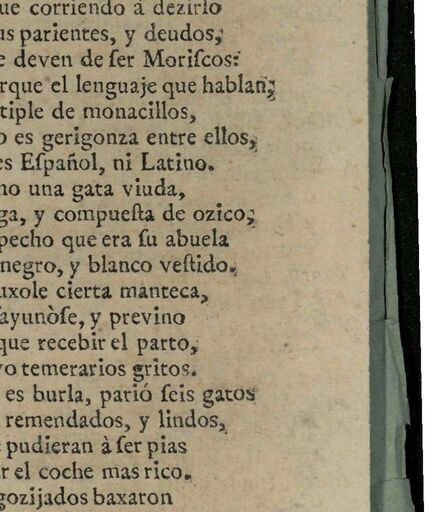 ue corriendo à dezirlo
us parientes, y deudos,
e deven de ſer Moriſcos:
rque el lenguaje que hablan,
tiple de monacillos,
o es gerigonza entre ellos,
es Eſpañol, ni Latino.
no una gata viuda,
ga, y compueſta de ozico,
pecho que era ſu abuela
negro, y blanco veſtido.
uxole cierta manteca,
ayunòſe, y previno
que recebir el parto,
vo temerarios gritos.
es burla, parió ſeis gatos
remendados, y lindos,
pudieran à ſer pias
ar el coche mas rico.
gozijados baxaron